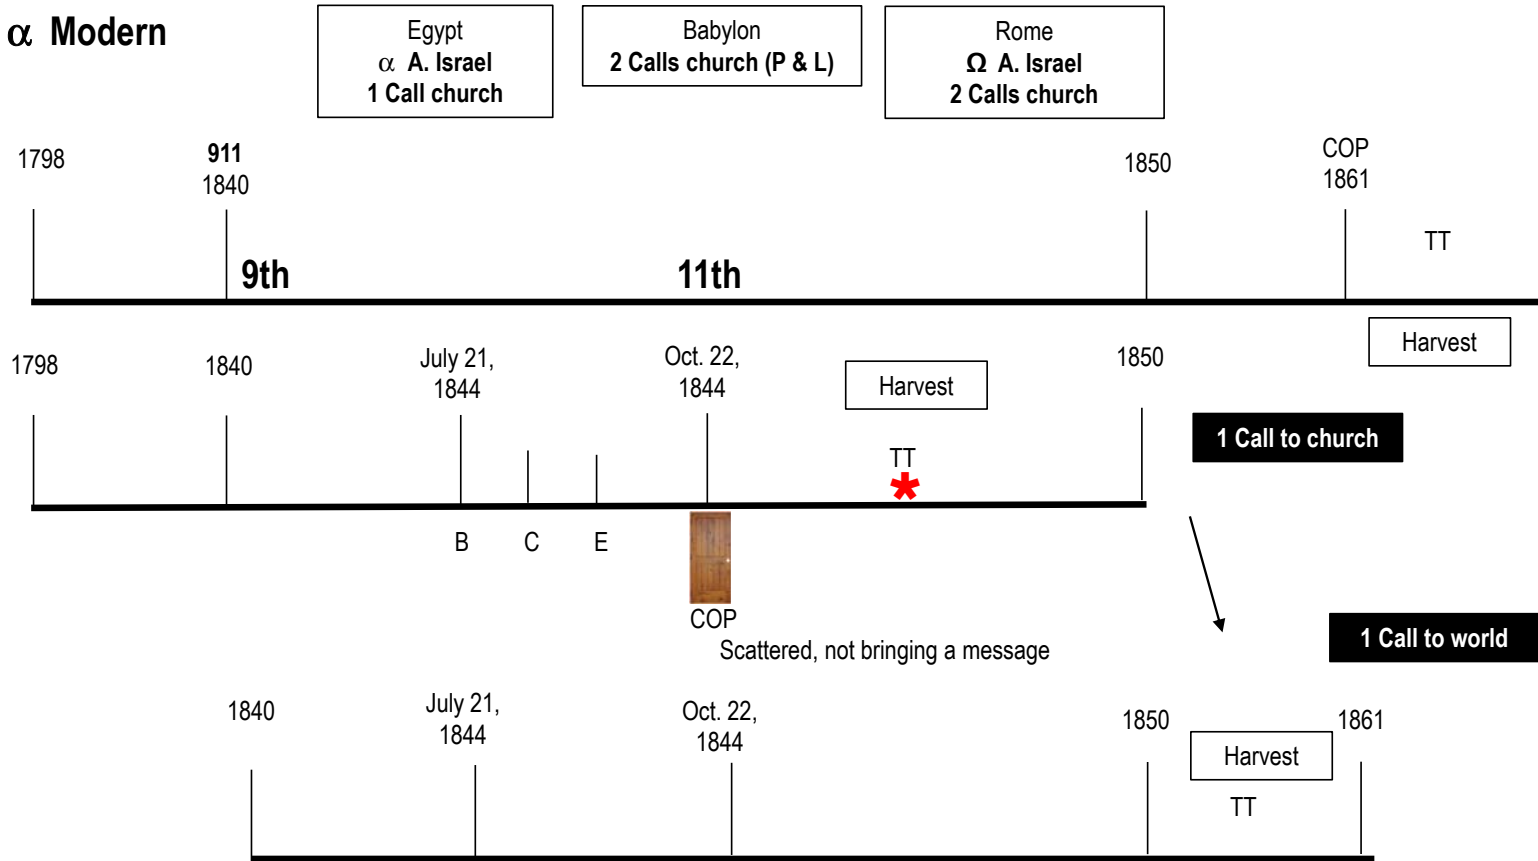 α Modern
Egypt
α A. Israel
1 Call church
Babylon
2 Calls church (P & L)
Rome
Ω A. Israel
2 Calls church
1798
911
1840
1850
COP
1861
TT
9th
11th
Harvest
1798
1840
July 21,
1844
Oct. 22,
1844
Harvest
1850
1 Call to church
TT
*
B
C
E
COP
Scattered, not bringing a message
1 Call to world
1840
July 21,
1844
Oct. 22,
1844
1850
1861
Harvest
TT